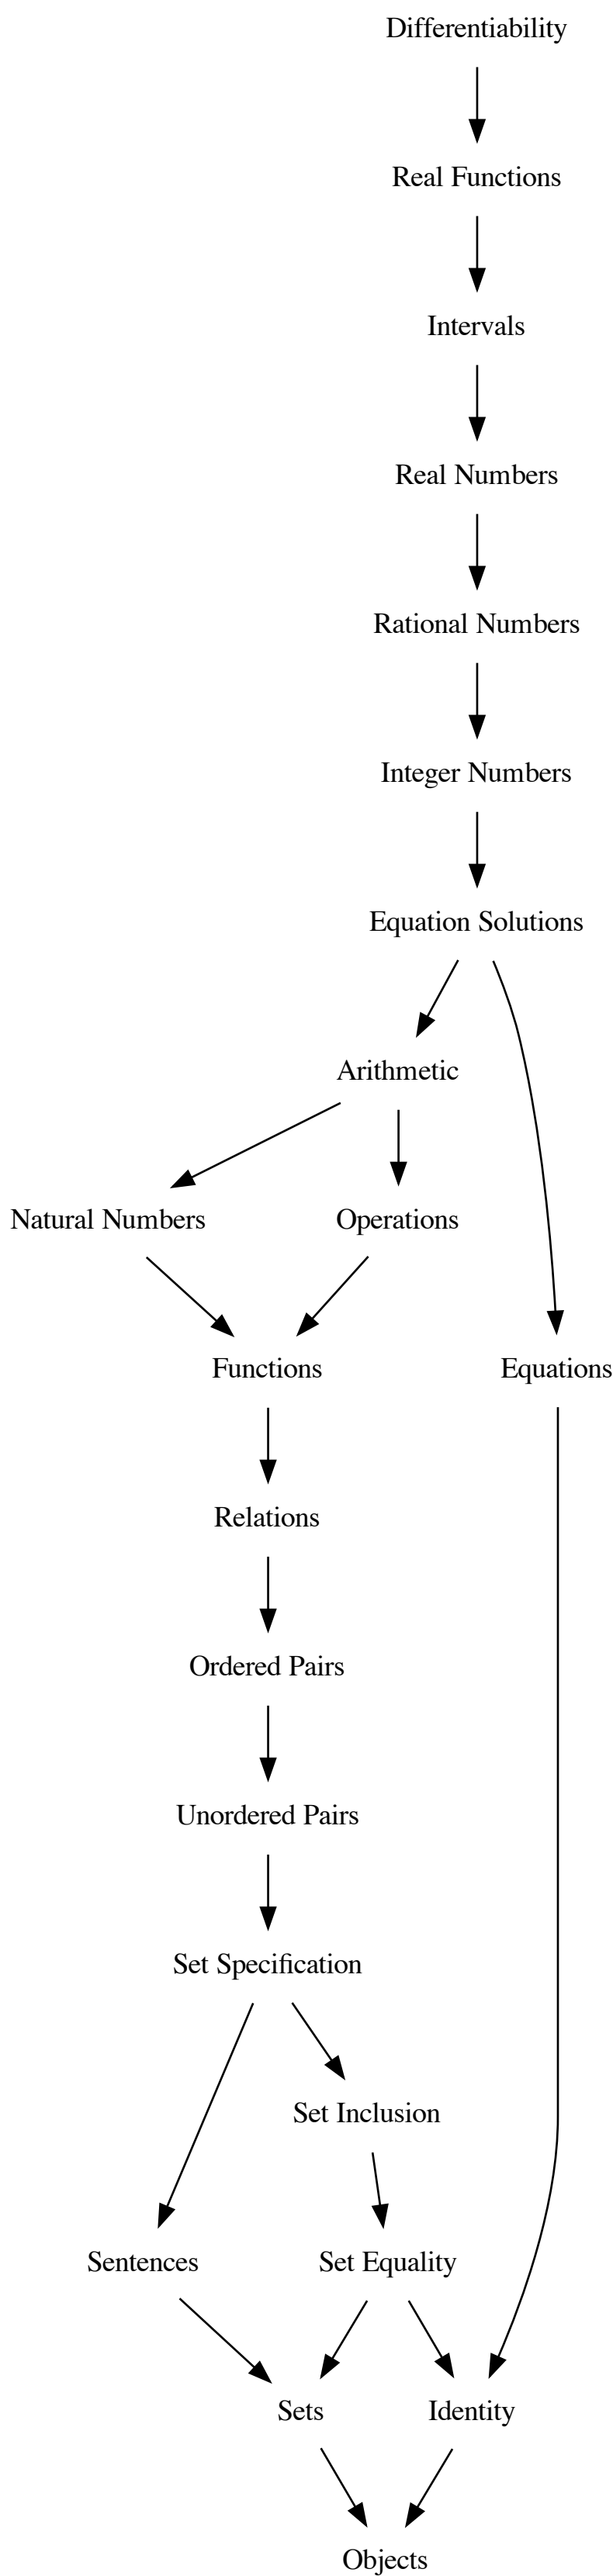 Differentiability
Real Functions
Intervals
Real Numbers
Rational Numbers
Integer Numbers
Equation Solutions
Arithmetic
Natural Numbers
Operations
Functions
Equations
Relations
Ordered Pairs
Unordered Pairs
Set Specification
Set Inclusion
Sentences
Set Equality
Sets
Identity
Objects